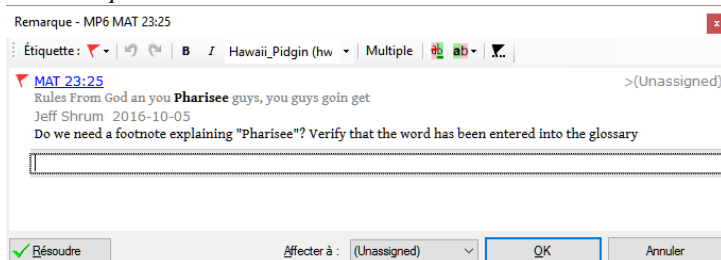 Remarque - MP6 MAT 23:25
x
Étiquette : B I Hawaii_Pidgin (hw Multiple ab ab
MAT 23:25 >(Unassigned)
Rules From God an you Pharisee guys, you guys goin get
Jeff Shrum 2016-10-05
Do we need a footnote explaining "Pharisee"? Verify that the word has been entered into the glossary
Résoudre Affecter à : (Unassigned) OK Annuler